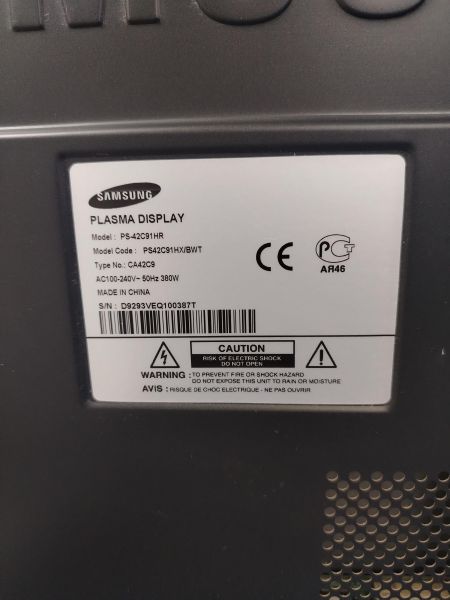 SAMSUNG
PLASMA DISPLAY
Model : PS-42C91HR
Model Code : PS42C91HX/BWT
Type No.: CA42C9
AC100-240V~ 50Hz 380W
MADE IN CHINA
S/N : D9293VEQ100387T
CE
AR46
CAUTION
RISK OF ELECTRIC SHOCK
DO NOT OPEN
WARNING : TO PREVENT FIRE OR SHOCK HAZARD
DO NOT EXPOSE THIS UNIT TO RAIN OR MOISTURE
AVIS : RISQUE DE CHOC ELECTRIQUE - NE PAS OUVRIR